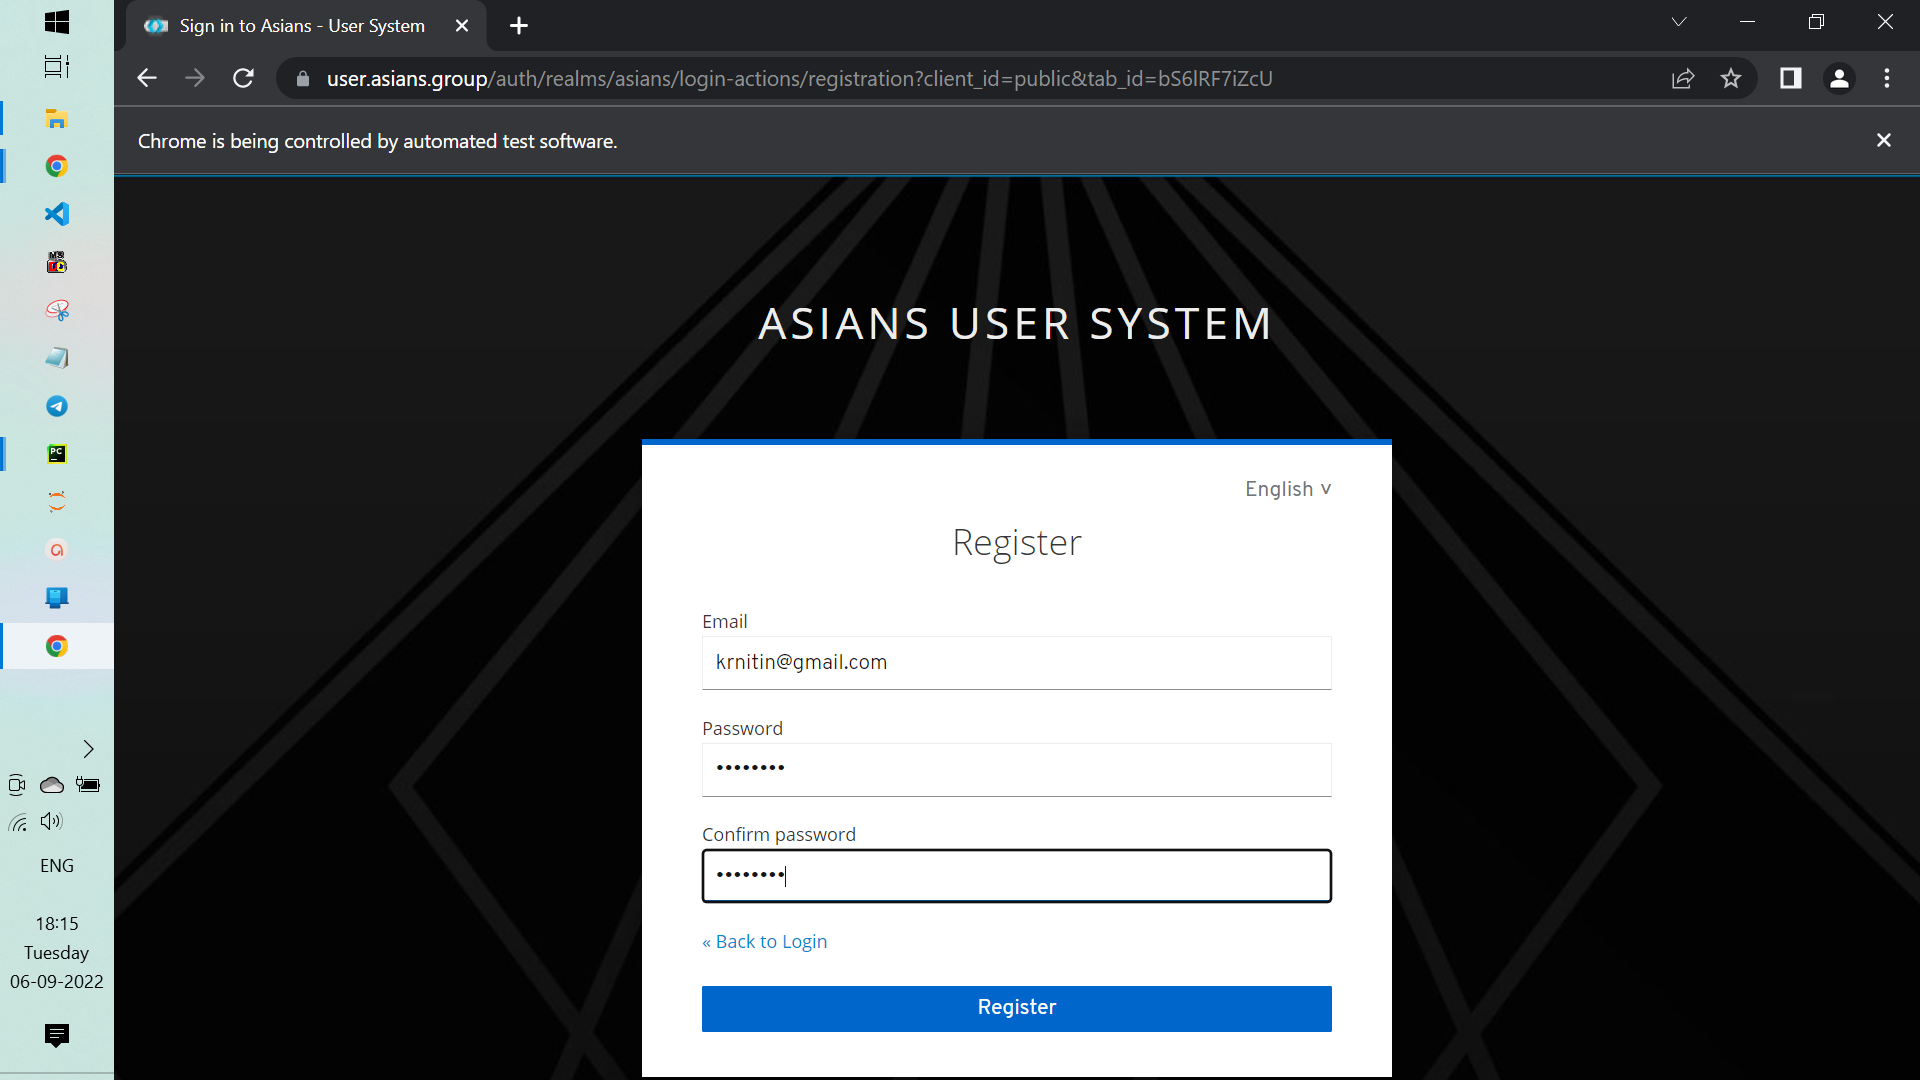 Sign in to Asians - User System
user.asians.group/auth/realms/asians/login-actions/registration?client_id=public&tab_id=bS6lRF7iZcU
Chrome is being controlled by automated test software.
ASIANS USER SYSTEM
English v
Register
Email
krnitin@gmail.com
Password
••••••••
Confirm password
••••••••
« Back to Login
Register
PC
ENG
18:15
Tuesday
06-09-2022